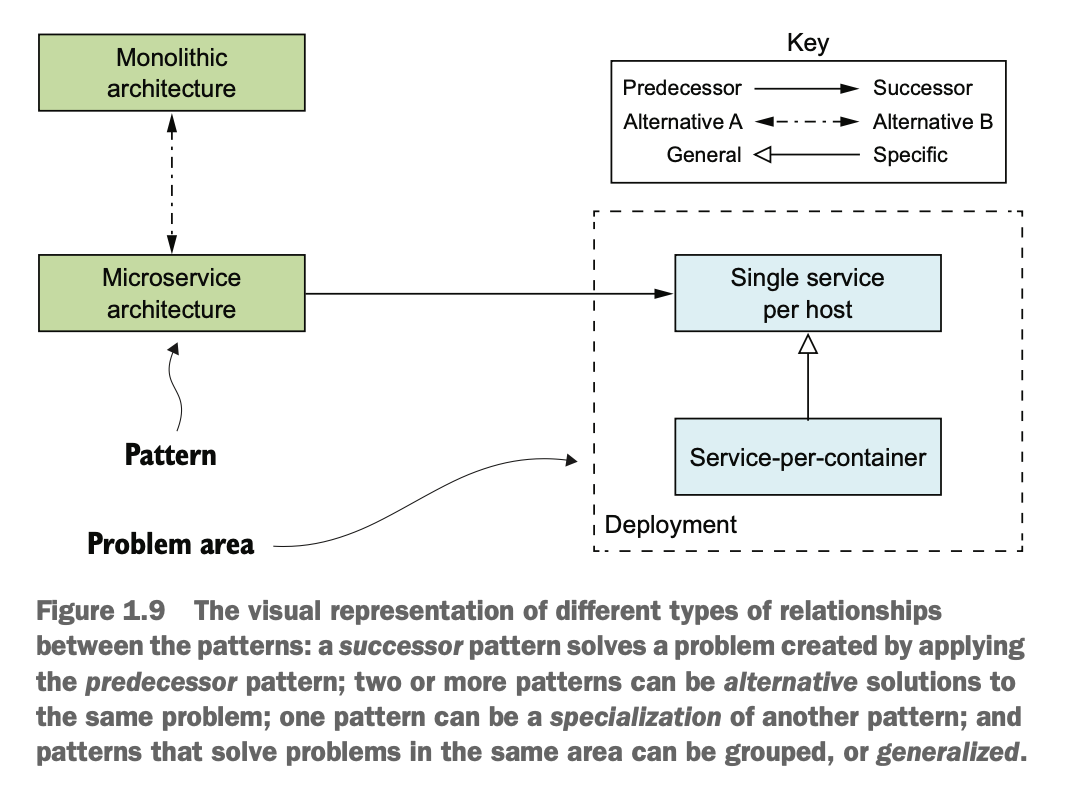 Monolithic
architecture
Key
Predecessor Successor
Alternative A Alternative B
General Specific
Microservice
architecture
Single service
per host
Pattern
Service-per-container
Problem area
Deployment
Figure 1.9 The visual representation of different types of relationships
between the patterns: a successor pattern solves a problem created by applying
the predecessor pattern; two or more patterns can be alternative solutions to
the same problem; one pattern can be a specialization of another pattern; and
patterns that solve problems in the same area can be grouped, or generalized.